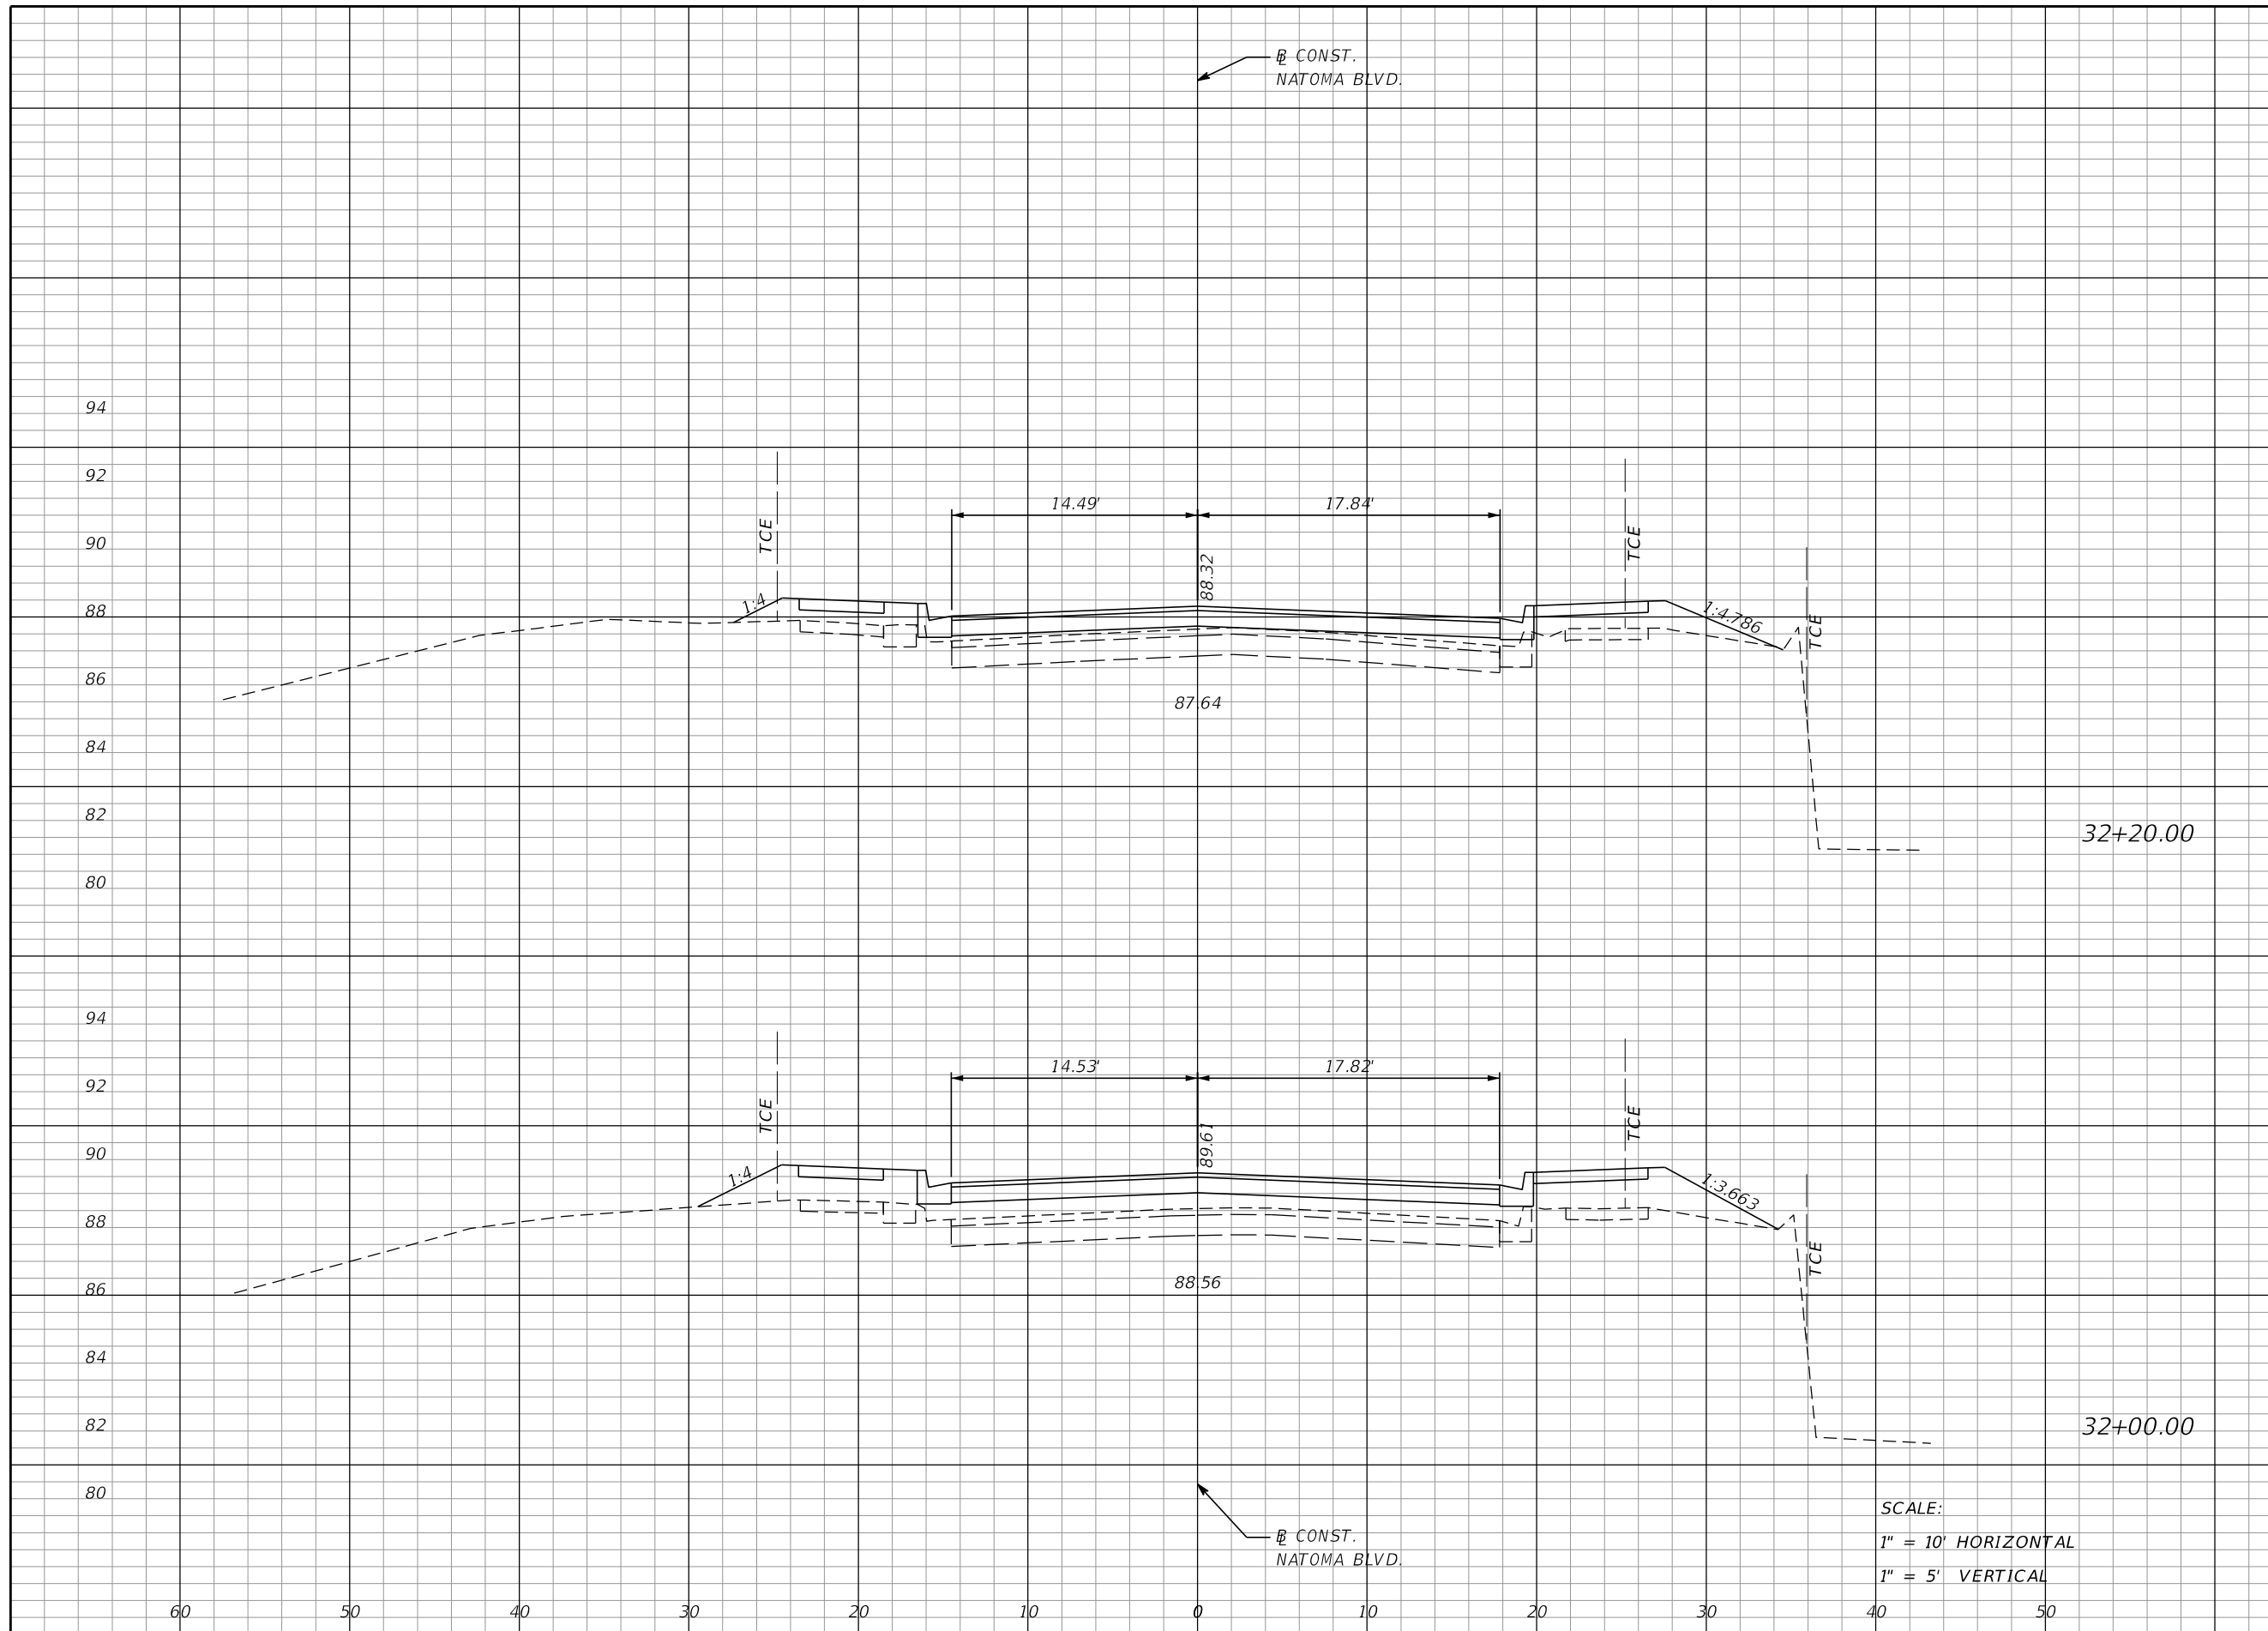 BL CONST.
NATOMA BLVD.
94
92
90
88
86
84
82
80
TCE
14.49'
17.84'
TCE
88.32
1:4
1:4.786
TCE
87.64
32+20.00
94
92
90
88
86
84
82
80
TCE
14.53'
17.82'
TCE
89.61
1:4
1:3.663
TCE
88.56
32+00.00
BL CONST.
NATOMA BLVD.
SCALE:
1" = 10' HORIZONTAL
1" = 5' VERTICAL
60 50 40 30 20 10 0 10 20 30 40 50